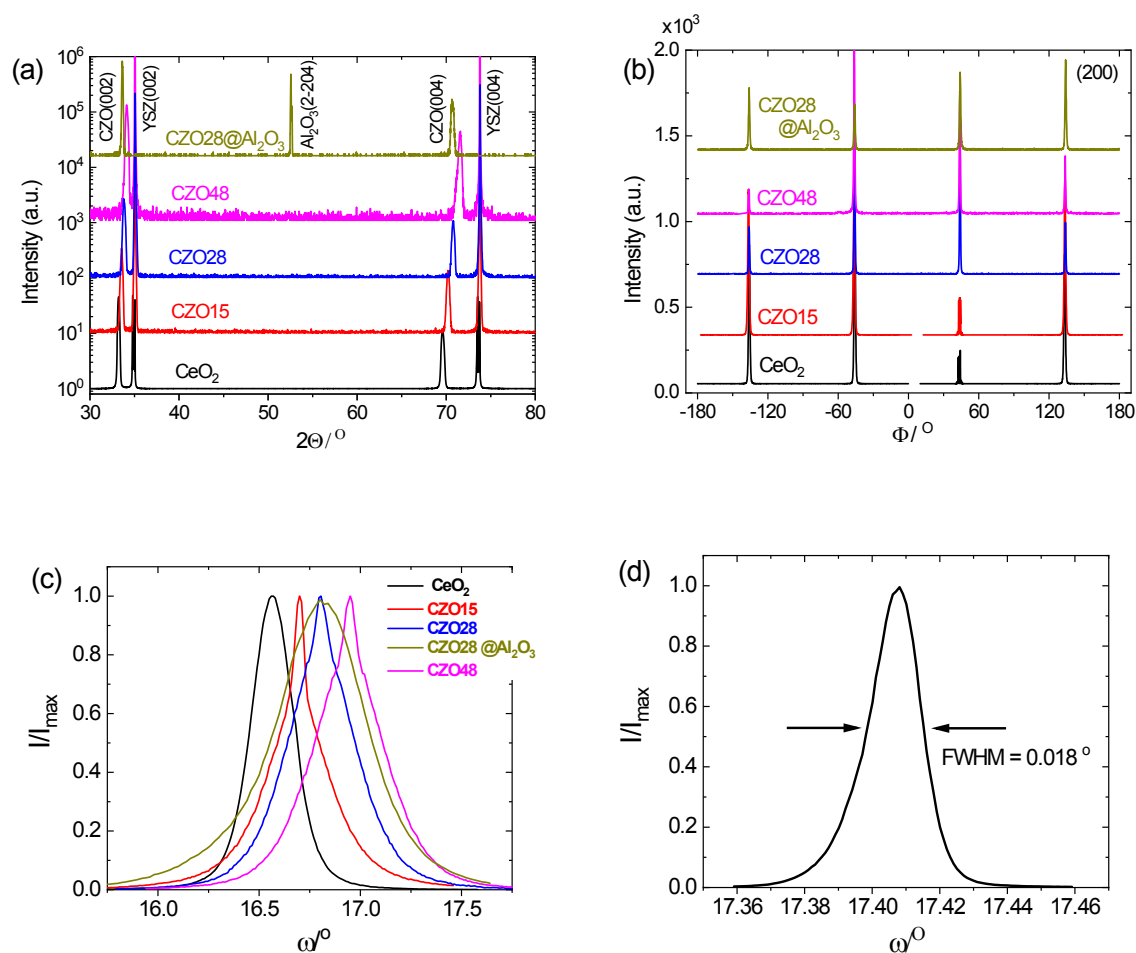 (a)
Intensity (a.u.)
10^6
10^5
10^4
10^3
10^2
10^1
10^0
CZO(002)
YSZ(002)
Al₂O₃(2-204)
CZO(004)
YSZ(004)
CZO28@Al₂O₃
CZO48
CZO28
CZO15
CeO₂
30 40 50 60 70 80
2Θ/ °
(b)
x10^3
Intensity (a.u.)
2.0
1.5
1.0
0.5
0.0
(200)
CZO28
@Al₂O₃
CZO48
CZO28
CZO15
CeO₂
-180 -120 -60 0 60 120 180
Φ/ °
(c)
I/I_max
1.0
0.8
0.6
0.4
0.2
0.0
CeO₂
CZO15
CZO28
CZO28 @Al₂O₃
CZO48
16.0 16.5 17.0 17.5
ω/°
(d)
I/I_max
1.0
0.8
0.6
0.4
0.2
0.0
FWHM = 0.018 °
17.36 17.38 17.40 17.42 17.44 17.46
ω/°